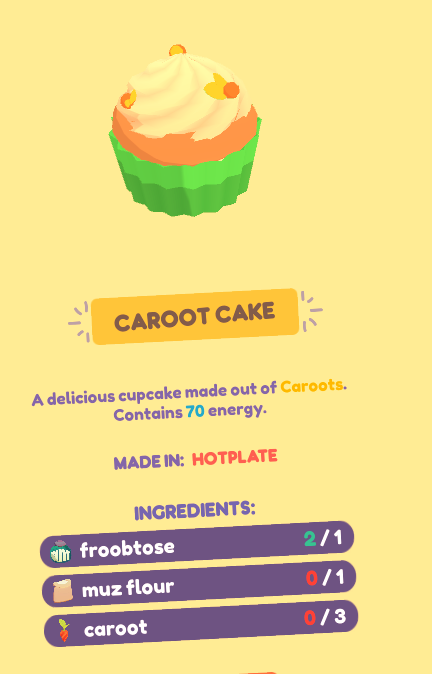 CAROOT CAKE
A delicious cupcake made out of Caroots.
Contains 70 energy.
MADE IN: HOTPLATE
INGREDIENTS:
froobtose 2/1
muz flour 0/1
caroot 0/3